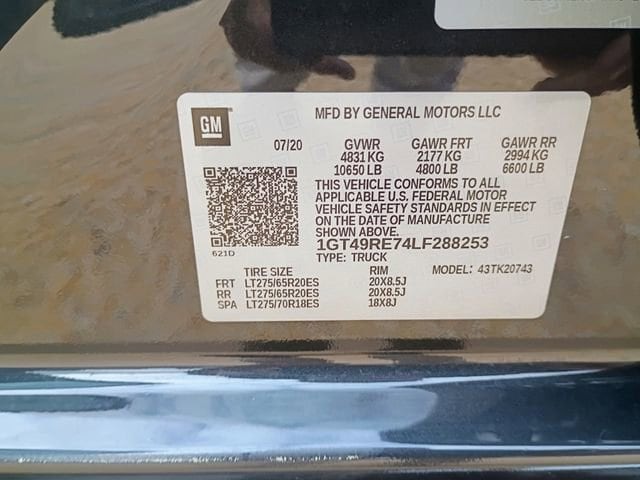 GM
MFD BY GENERAL MOTORS LLC
07/20 GVWR GAWR FRT GAWR RR
4831 KG 2177 KG 2994 KG
10650 LB 4800 LB 6600 LB
THIS VEHICLE CONFORMS TO ALL
APPLICABLE U.S. FEDERAL MOTOR
VEHICLE SAFETY STANDARDS IN EFFECT
ON THE DATE OF MANUFACTURE
SHOWN ABOVE.
1GT49RE74LF288253
621D
TYPE: TRUCK
TIRE SIZE RIM MODEL: 43TK20743
FRT LT275/65R20ES 20X8.5J
RR LT275/65R20ES 20X8.5J
SPA LT275/70R18ES 18X8J